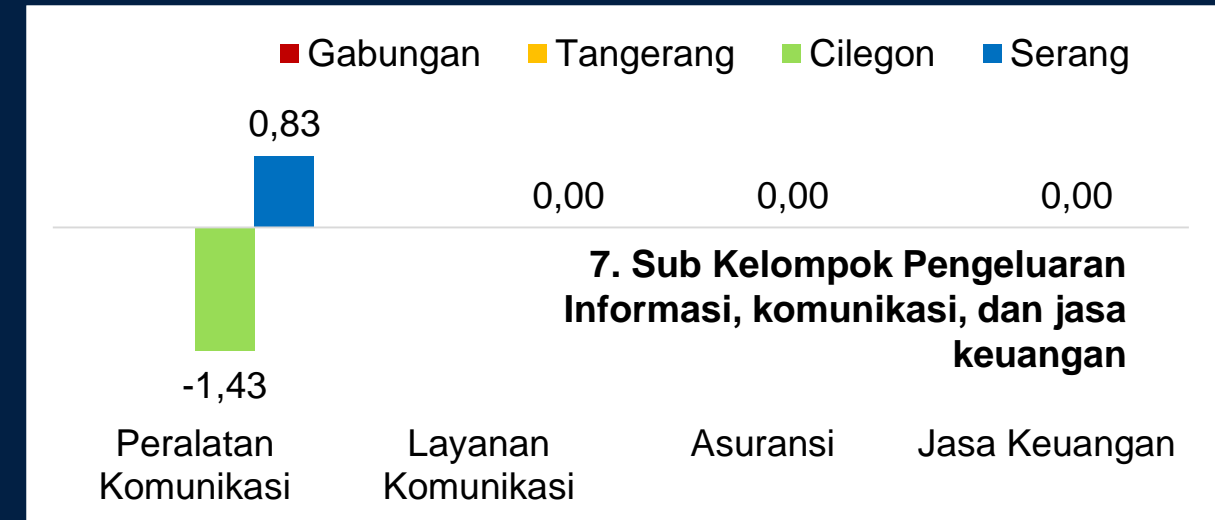 Gabungan Tangerang Cilegon Serang
0,83
0,00 0,00 0,00
7. Sub Kelompok Pengeluaran
Informasi, komunikasi, dan jasa
keuangan
-1,43
Peralatan
Komunikasi
Layanan
Komunikasi
Asuransi
Jasa Keuangan